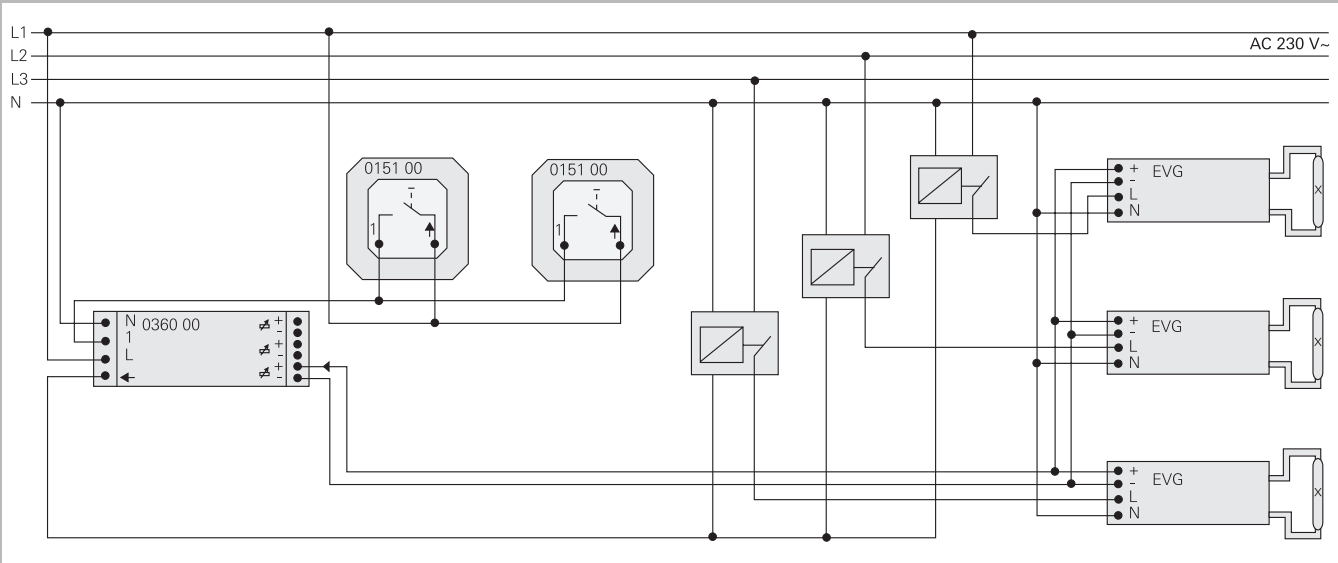 L1
AC 230 V~
L2
L3
N
0151 00
1
0151 00
1
+
-
L
N
EVG
x
N
1
L
0360 00
+
-
+
-
+
-
+
-
L
N
EVG
x
+
-
L
N
EVG
x